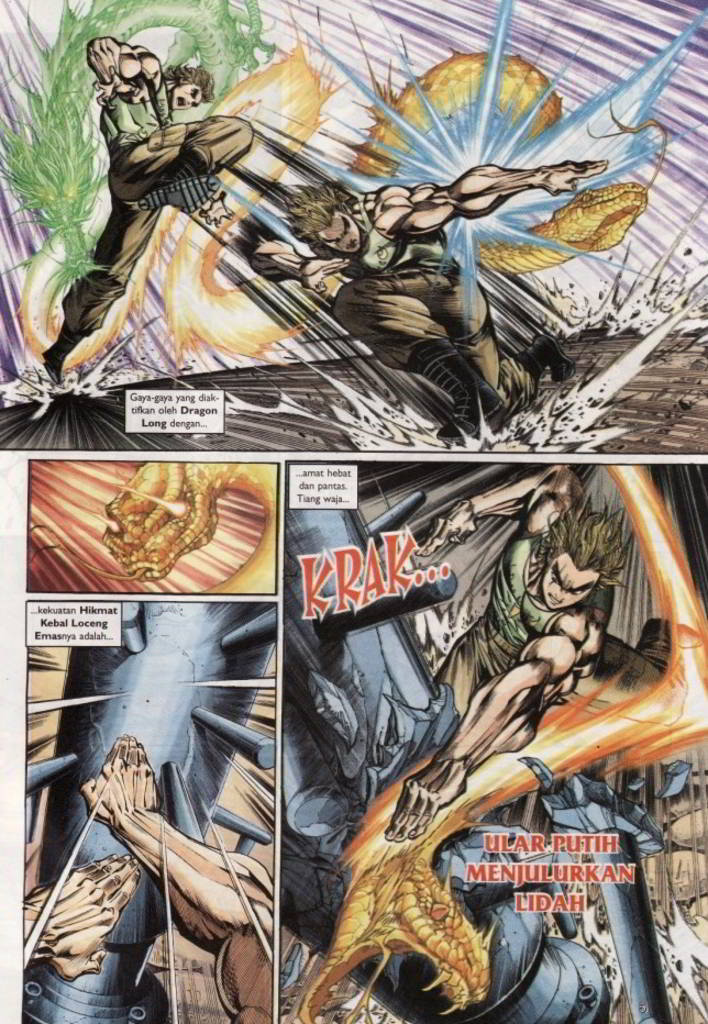 Gaya-gaya yang diak-
tifkan oleh Dragon
Long dengan...
...kekuatan Hikmat
Kebal Loceng
Emasnya adalah...
...amat hebat
dan pantas.
Tiang waja...
KRAK...
ULAR PUTIH
MENJULURKAN
LIDAH